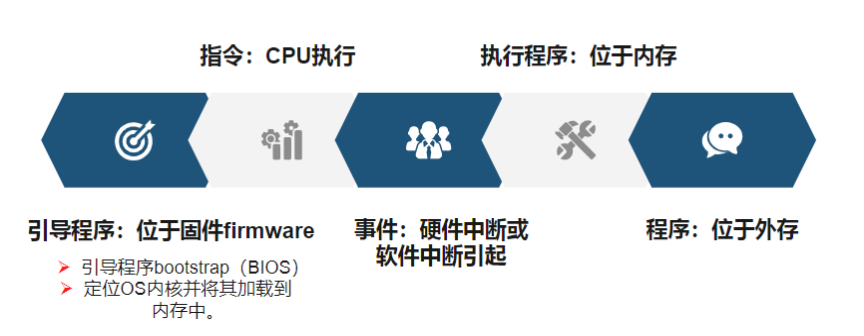 指令：CPU执行
执行程序：位于内存
引导程序：位于固件firmware
引导程序bootstrap（BIOS）
定位OS内核并将其加载到
内存中。
事件：硬件中断或
软件中断引起
程序：位于外存